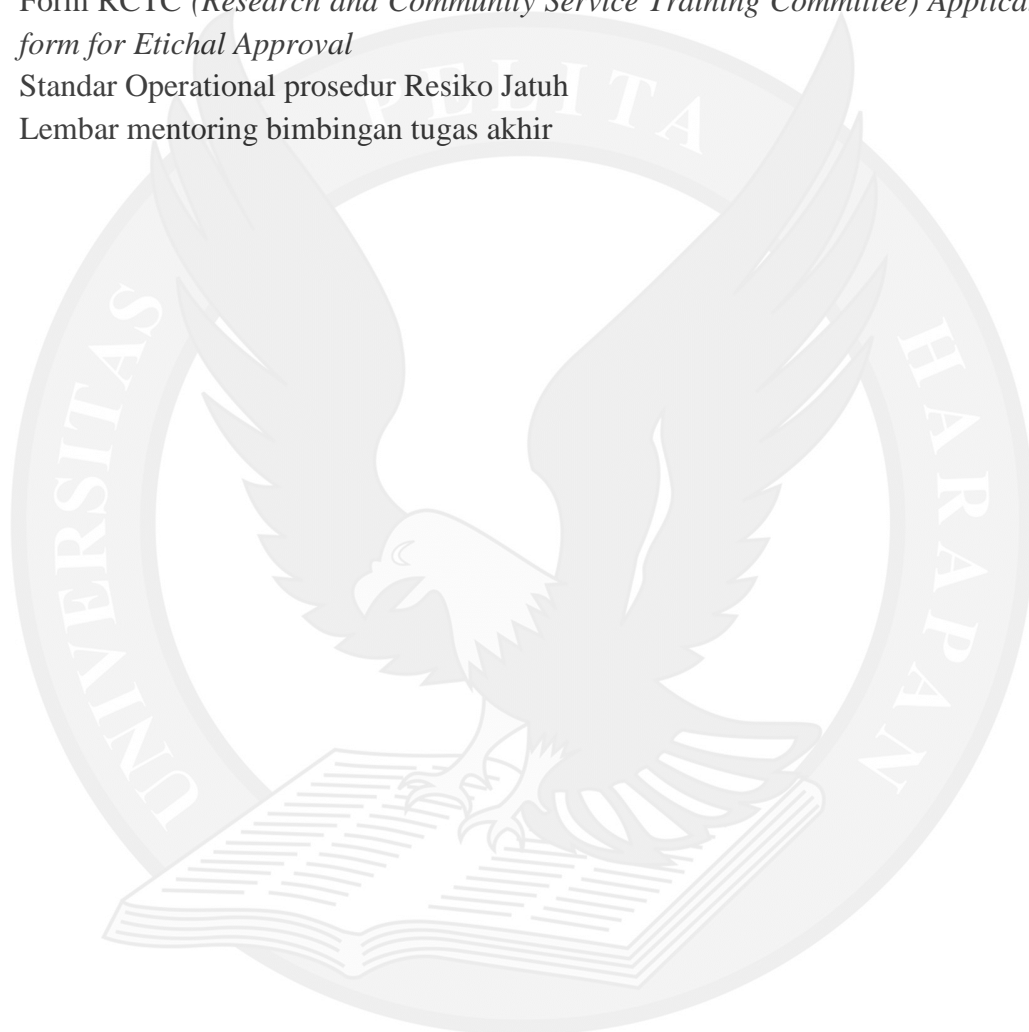 Form RCTC (Research and Community Service Training Committee) Applica
form for Etichal Approval
Standar Operational prosedur Resiko Jatuh
Lembar mentoring bimbingan tugas akhir
UNIVERSITAS PELITA HARAPAN